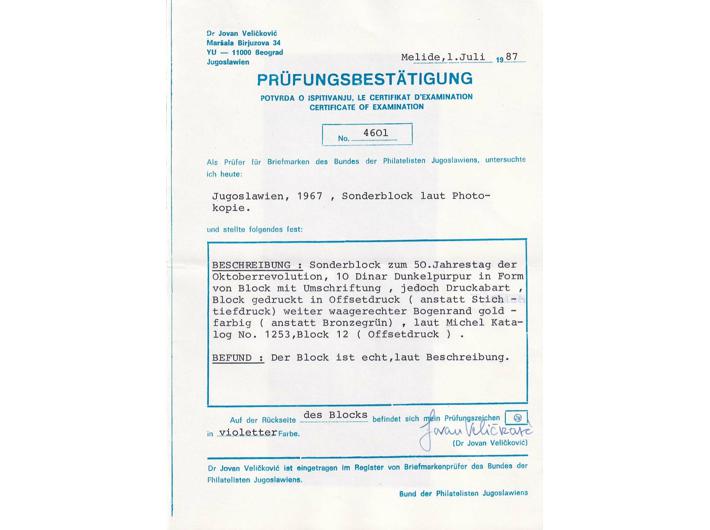 Dr Jovan Veličković
Maršala Birjuzova 34
YU — 11000 Beograd
Jugoslawien
Melide,1.Juli 1987
PRÜFUNGSBESTÄTIGUNG
POTVRDA O ISPITIVANJU, LE CERTIFIKAT D'EXAMINATION
CERTIFICATE OF EXAMINATION
No. 4601
Als Prüfer für Briefmarken des Bundes der Philatelisten Jugoslawiens, untersuchte
ich heute:
Jugoslawien, 1967 , Sonderblock laut Photo-
kopie.
und stellte folgendes fest:
BESCHREIBUNG : Sonderblock zum 50.Jahrestag der
Oktoberrevolution, 10 Dinar Dunkelpurpur in Form
von Block mit Umschriftung , jedoch Druckabart ,
Block gedruckt in Offsetdruck ( anstatt Stich -
tiefdruck) weiter waagerechter Bogenrand gold -
farbig ( anstatt Bronzegrün) , laut Michel Kata-
log No. 1253,Block 12 ( Offsetdruck ) .
BEFUND : Der Block ist echt,laut Beschreibung.
Auf der Rückseite des Blocks befindet sich mein Prüfungszeichen
in violetter Farbe.
Jovan Veličković
(Dr Jovan Veličković)
Dr Jovan Veličković ist eingetragen im Register von Briefmarkenprüfer des Bundes der
Philatelisten Jugoslawiens.
Bund der Philatelisten Jugoslawiens